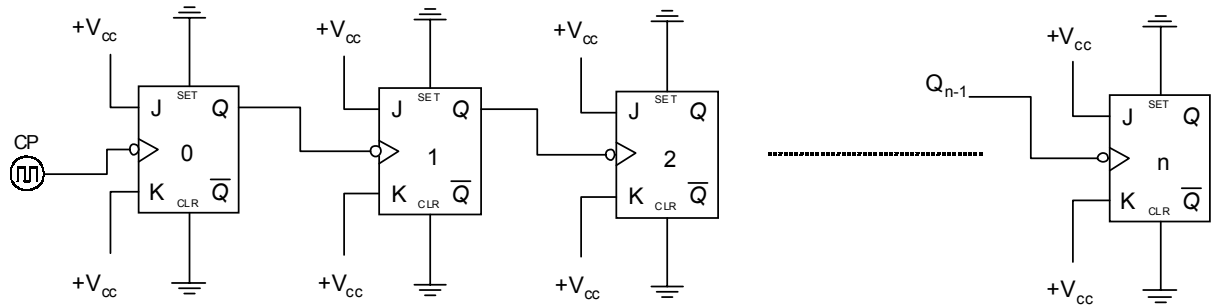 +Vcc +Vcc +Vcc +Vcc
SET SET SET SET
J Q J Q J Q Qn-1 J Q
CP
0 1 2 n
K Q̅ K Q̅ K Q̅ K Q̅
CLR CLR CLR CLR
+Vcc +Vcc +Vcc +Vcc